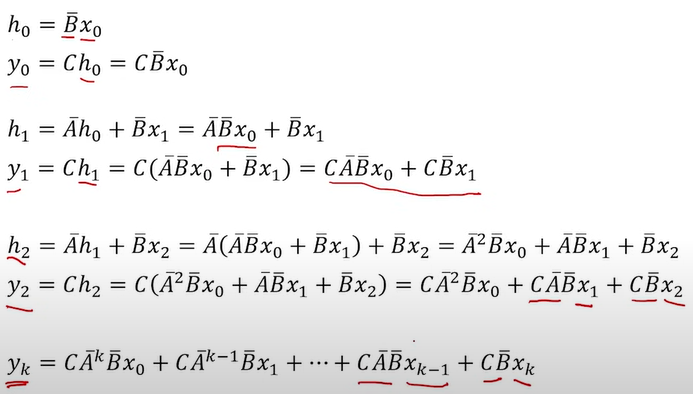 h₀ = B̄x₀
y₀ = Ch₀ = CB̄x₀
h₁ = Āh₀ + B̄x₁ = ĀB̄x₀ + B̄x₁
y₁ = Ch₁ = C(ĀB̄x₀ + B̄x₁) = CĀB̄x₀ + CB̄x₁
h₂ = Āh₁ + B̄x₂ = Ā(ĀB̄x₀ + B̄x₁) + B̄x₂ = Ā²B̄x₀ + ĀB̄x₁ + B̄x₂
y₂ = Ch₂ = C(Ā²B̄x₀ + ĀB̄x₁ + B̄x₂) = CĀ²B̄x₀ + CĀB̄x₁ + CB̄x₂
yₖ = CĀᵏB̄x₀ + CĀᵏ⁻¹B̄x₁ + ⋯ + CĀB̄xₖ₋₁ + CB̄xₖ